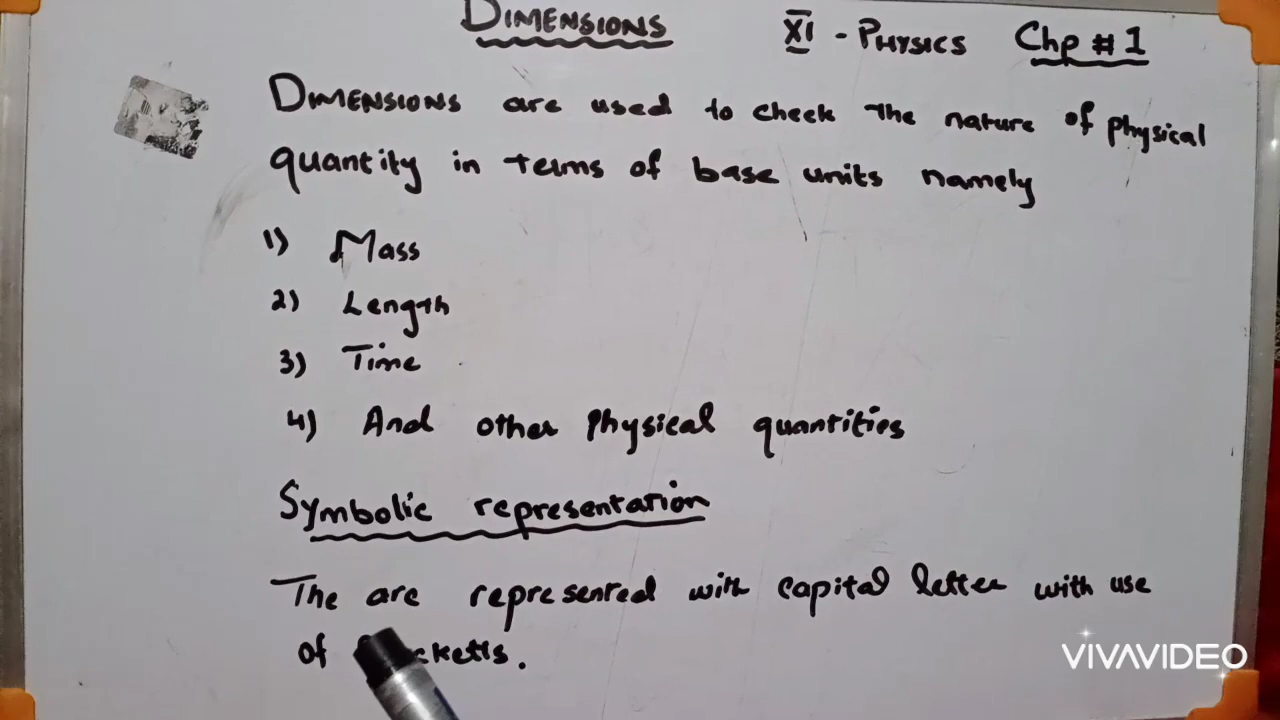 DIMENSIONS XI - PHYSICS Chp # 1
DIMENSIONS are used to check the nature of physical
quantity in terms of base units namely
1) Mass
2) Length
3) Time
4) And other physical quantities
Symbolic representation
The are represented with capital letter with use
of
VIVAVIDEO